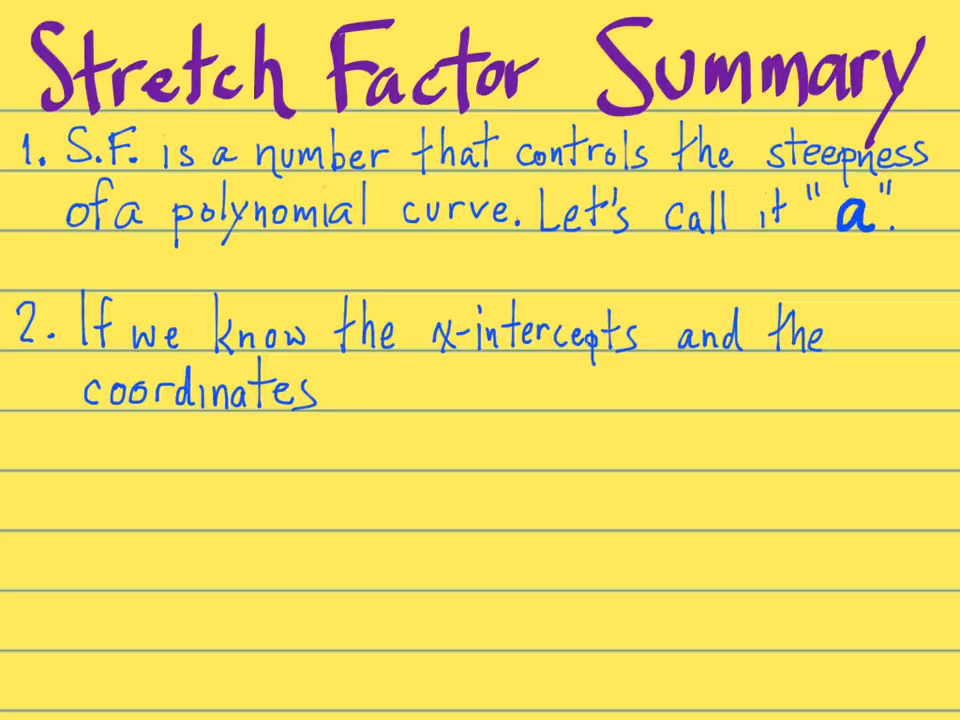 Stretch Factor Summary
1. S.F. is a number that controls the steepness
of a polynomial curve. Let's call it "a".
2. If we know the x-intercepts and the
coordinates